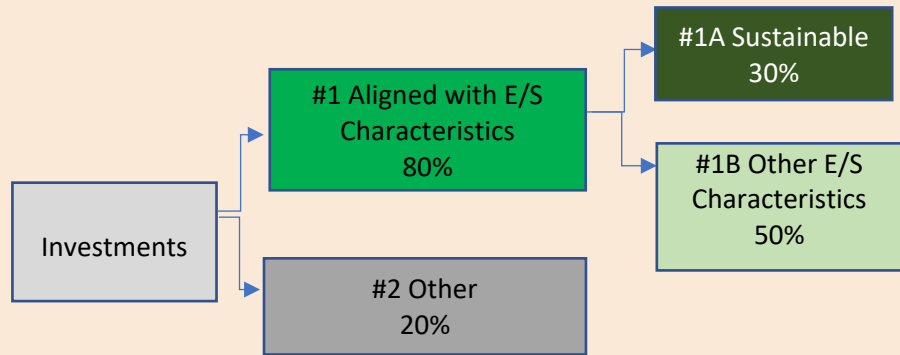 Investments
#1 Aligned with E/S
Characteristics
80%
#2 Other
20%
#1A Sustainable
30%
#1B Other E/S
Characteristics
50%